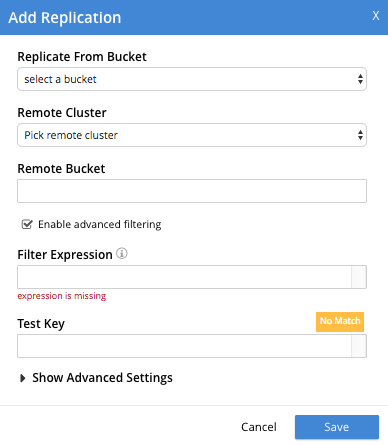 Add Replication X
Replicate From Bucket
select a bucket
Remote Cluster
Pick remote cluster
Remote Bucket
Enable advanced filtering
Filter Expression
expression is missing
Test Key No Match
Show Advanced Settings
Cancel Save